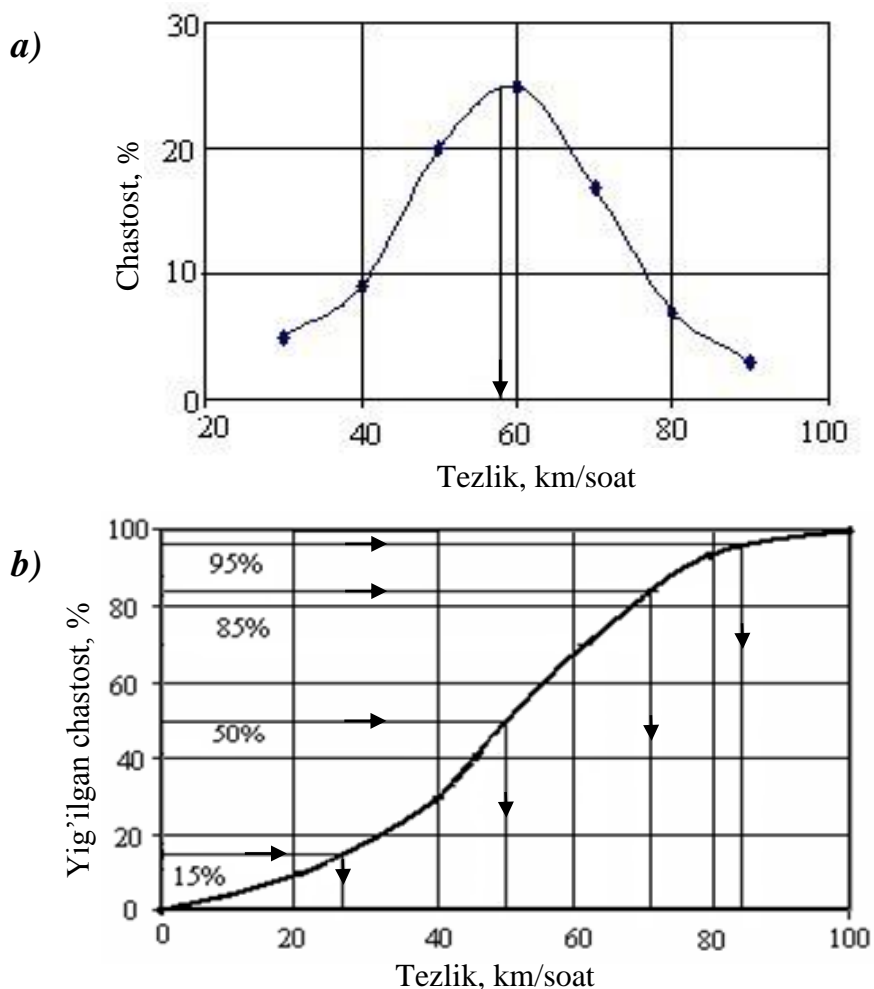 a)
30
20
10
0
Chastost, %
20 40 60 80 100
Tezlik, km/soat
b)
100
95%
80
85%
60
50%
40
20
15%
0
Yig’ilgan chastost, %
0 20 40 60 80 100
Tezlik, km/soat